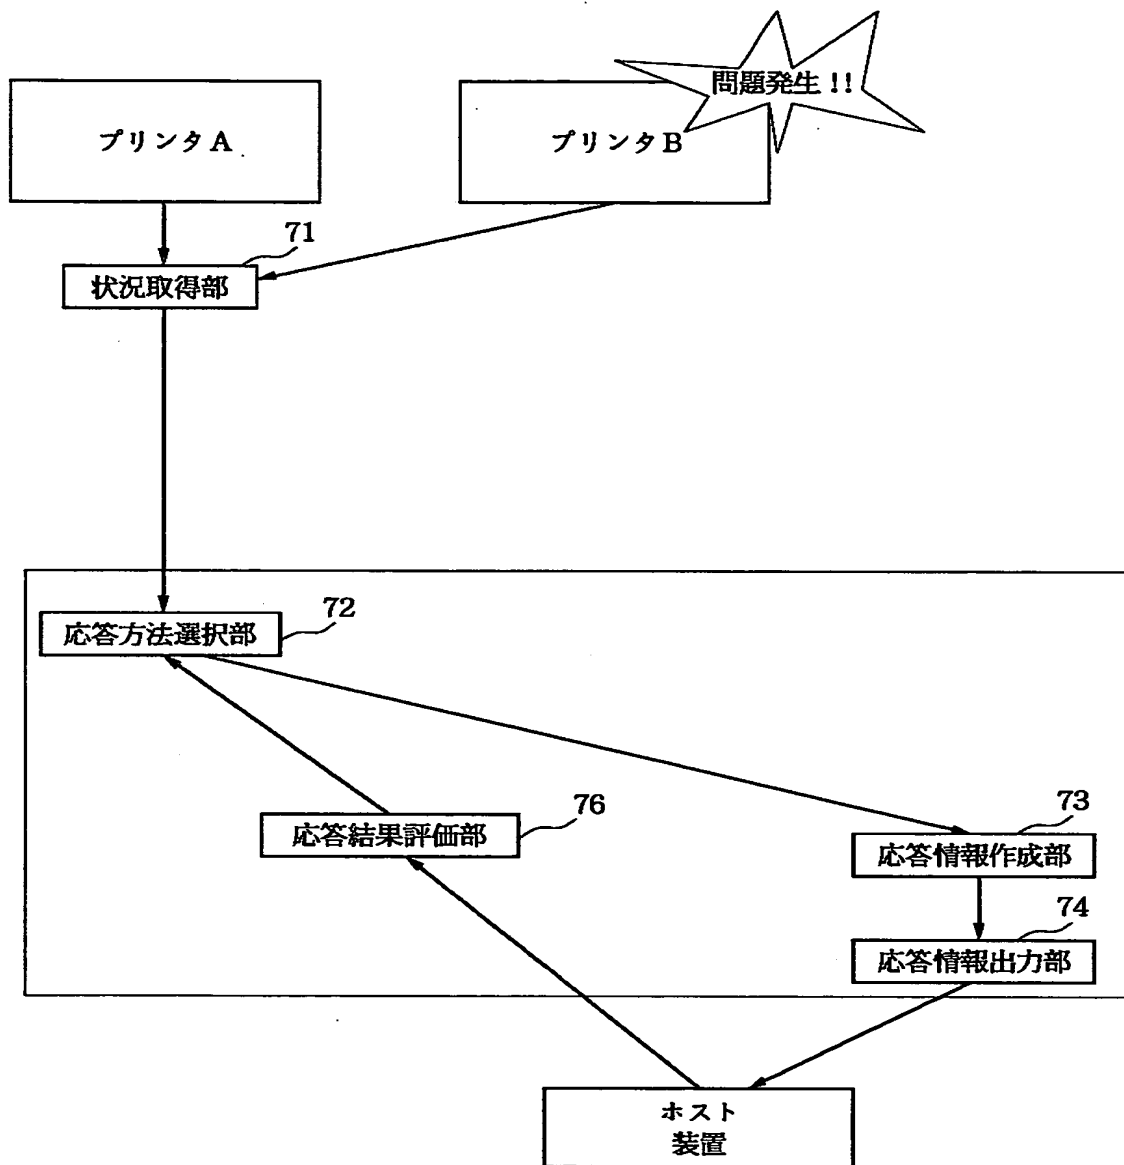 問題発生!!
プリンタA
プリンタB
71
状況取得部
72
応答方法選択部
76
応答結果評価部
73
応答情報作成部
74
応答情報出力部
ホスト
装置